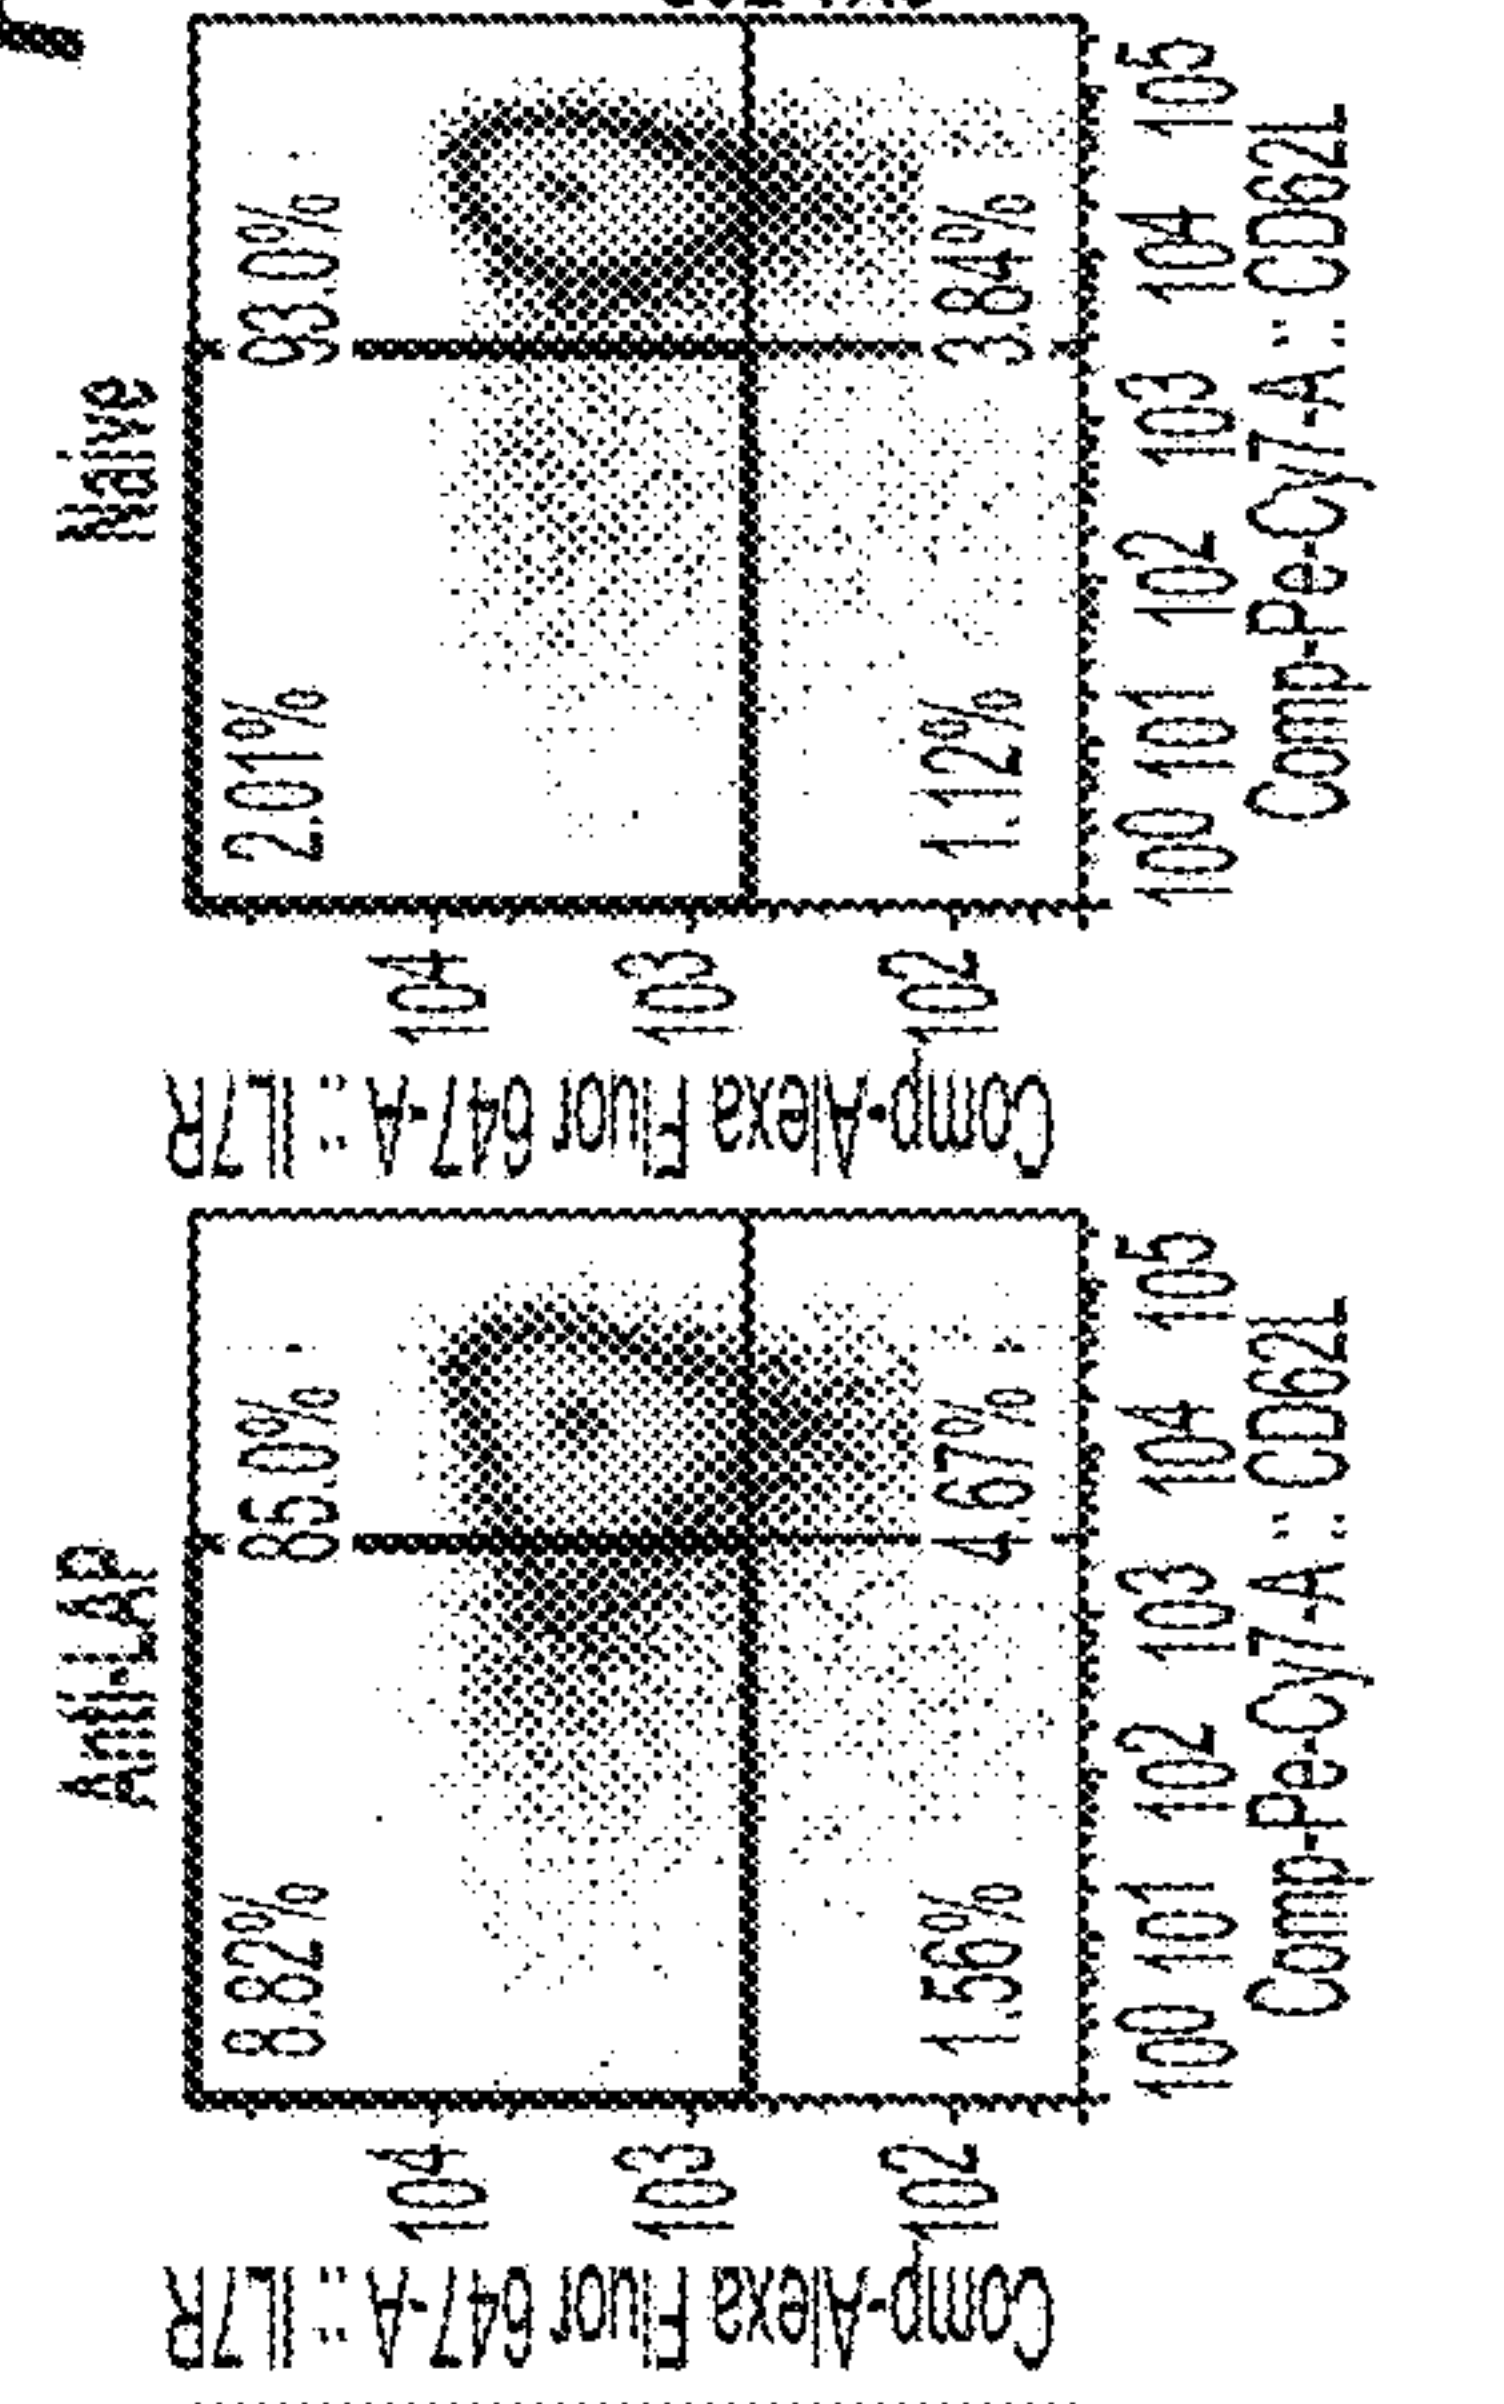 Anti-LAP
8.82%
85.0%
1.56%
4.67%
104
103
102
Comp-Alexa Fluor 647-A :: IL7R
100 101 102 103 104 105
Comp-Pe-Cy7-A :: CD62L
Naive
2.01%
93.0%
1.12%
3.84%
104
103
102
Comp-Alexa Fluor 647-A :: IL7R
100 101 102 103 104 105
Comp-Pe-Cy7-A :: CD62L